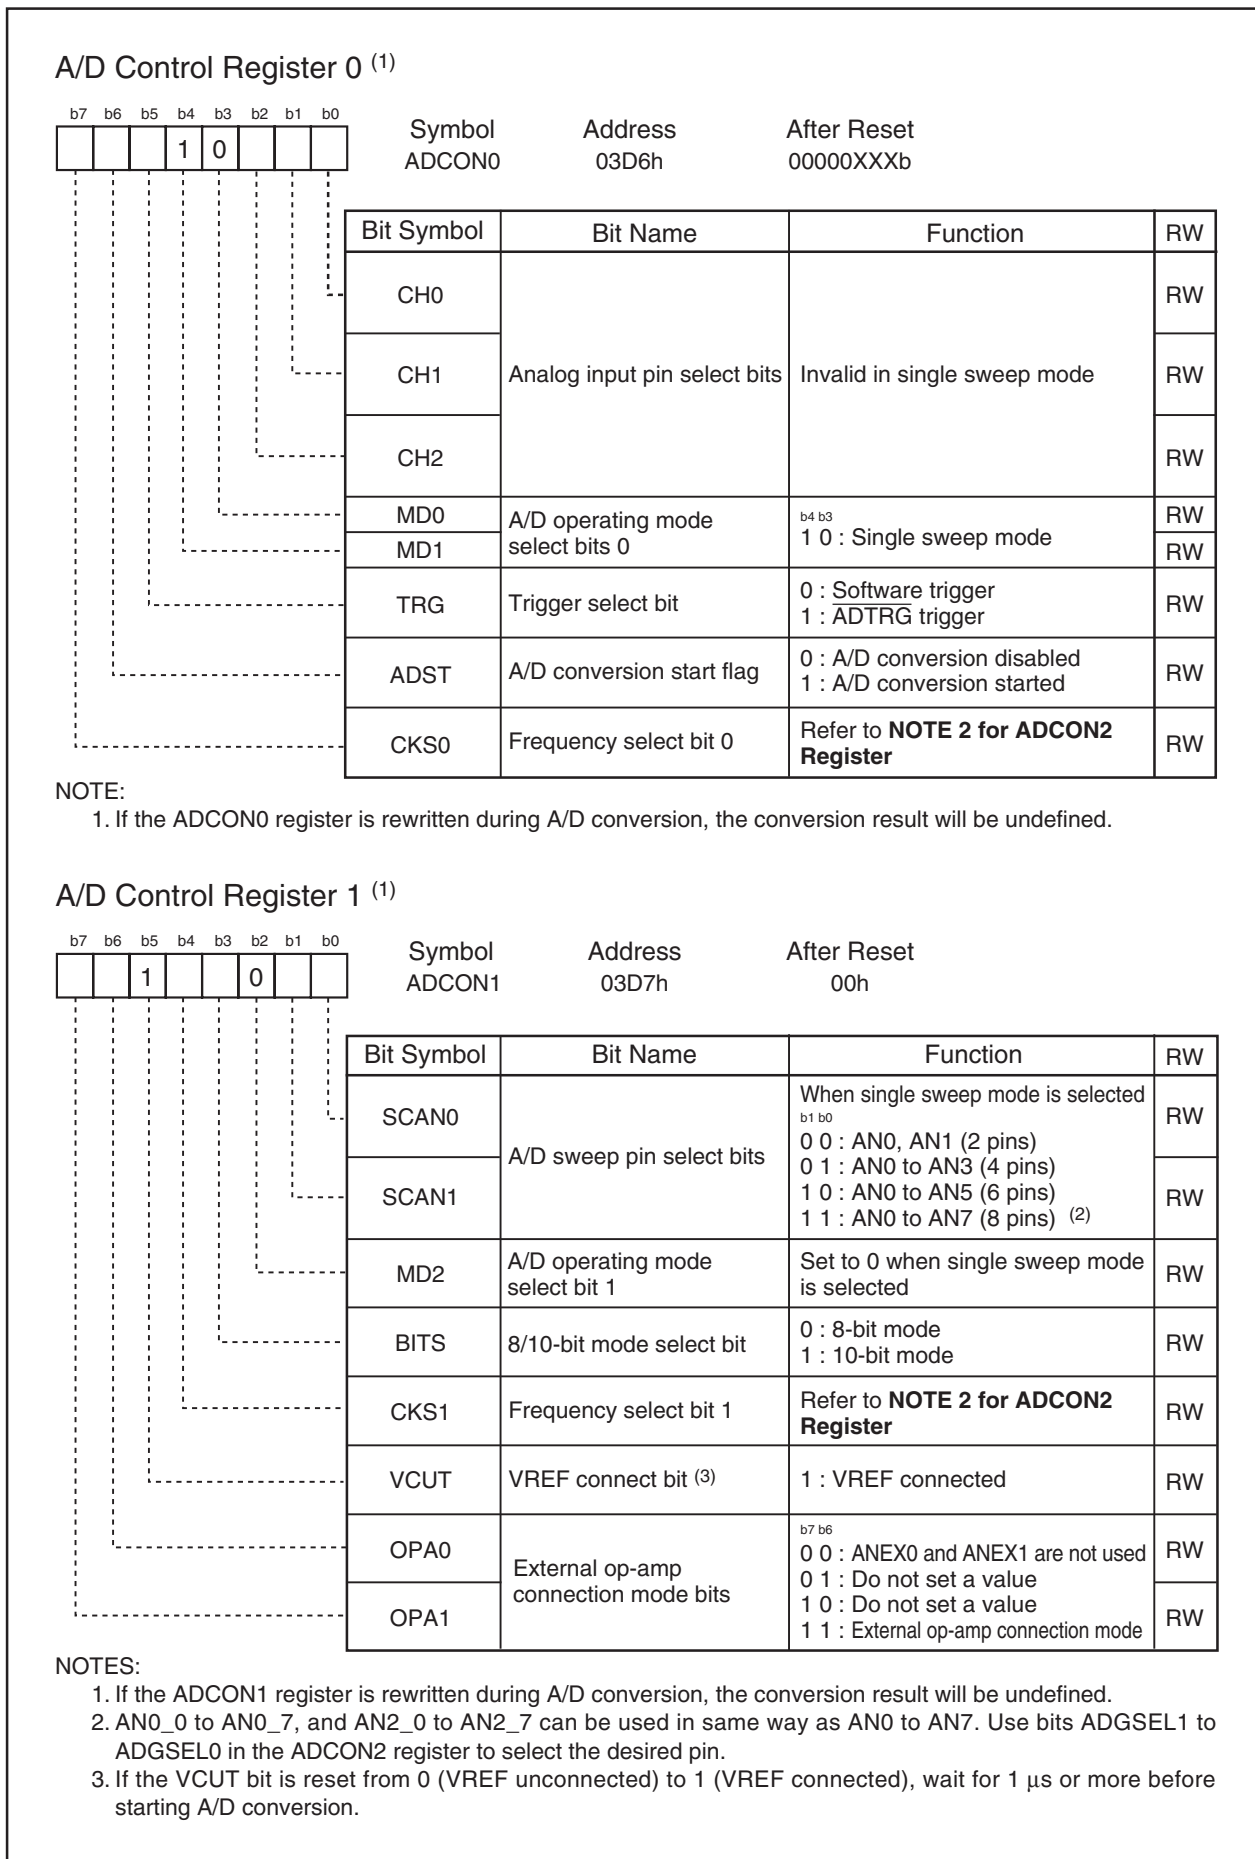 A/D Control Register 0 (1)
b7 b6 b5 b4 b3 b2 b1 b0
1 0
Symbol Address After Reset
ADCON0 03D6h 00000XXXb
Bit Symbol Bit Name Function RW
CH0 RW
CH1 Analog input pin select bits Invalid in single sweep mode RW
CH2 RW
MD0 A/D operating mode b4 b3 RW
MD1 select bits 0 1 0 : Single sweep mode RW
TRG Trigger select bit 0 : Software trigger RW
1 : ADTRG trigger
ADST A/D conversion start flag 0 : A/D conversion disabled RW
1 : A/D conversion started
CKS0 Frequency select bit 0 Refer to NOTE 2 for ADCON2 RW
Register
NOTE:
1. If the ADCON0 register is rewritten during A/D conversion, the conversion result will be undefined.
A/D Control Register 1 (1)
b7 b6 b5 b4 b3 b2 b1 b0
1 0
Symbol Address After Reset
ADCON1 03D7h 00h
Bit Symbol Bit Name Function RW
When single sweep mode is selected
SCAN0 b1 b0 RW
0 0 : AN0, AN1 (2 pins)
A/D sweep pin select bits 0 1 : AN0 to AN3 (4 pins)
SCAN1 1 0 : AN0 to AN5 (6 pins) RW
1 1 : AN0 to AN7 (8 pins) (2)
MD2 A/D operating mode Set to 0 when single sweep mode RW
select bit 1 is selected
BITS 8/10-bit mode select bit 0 : 8-bit mode RW
1 : 10-bit mode
CKS1 Frequency select bit 1 Refer to NOTE 2 for ADCON2 RW
Register
VCUT VREF connect bit (3) 1 : VREF connected RW
b7 b6
OPA0 0 0 : ANEX0 and ANEX1 are not used RW
External op-amp 0 1 : Do not set a value
connection mode bits 1 0 : Do not set a value
OPA1 1 1 : External op-amp connection mode RW
NOTES:
1. If the ADCON1 register is rewritten during A/D conversion, the conversion result will be undefined.
2. AN0_0 to AN0_7, and AN2_0 to AN2_7 can be used in same way as AN0 to AN7. Use bits ADGSEL1 to
ADGSEL0 in the ADCON2 register to select the desired pin.
3. If the VCUT bit is reset from 0 (VREF unconnected) to 1 (VREF connected), wait for 1 μs or more before
starting A/D conversion.